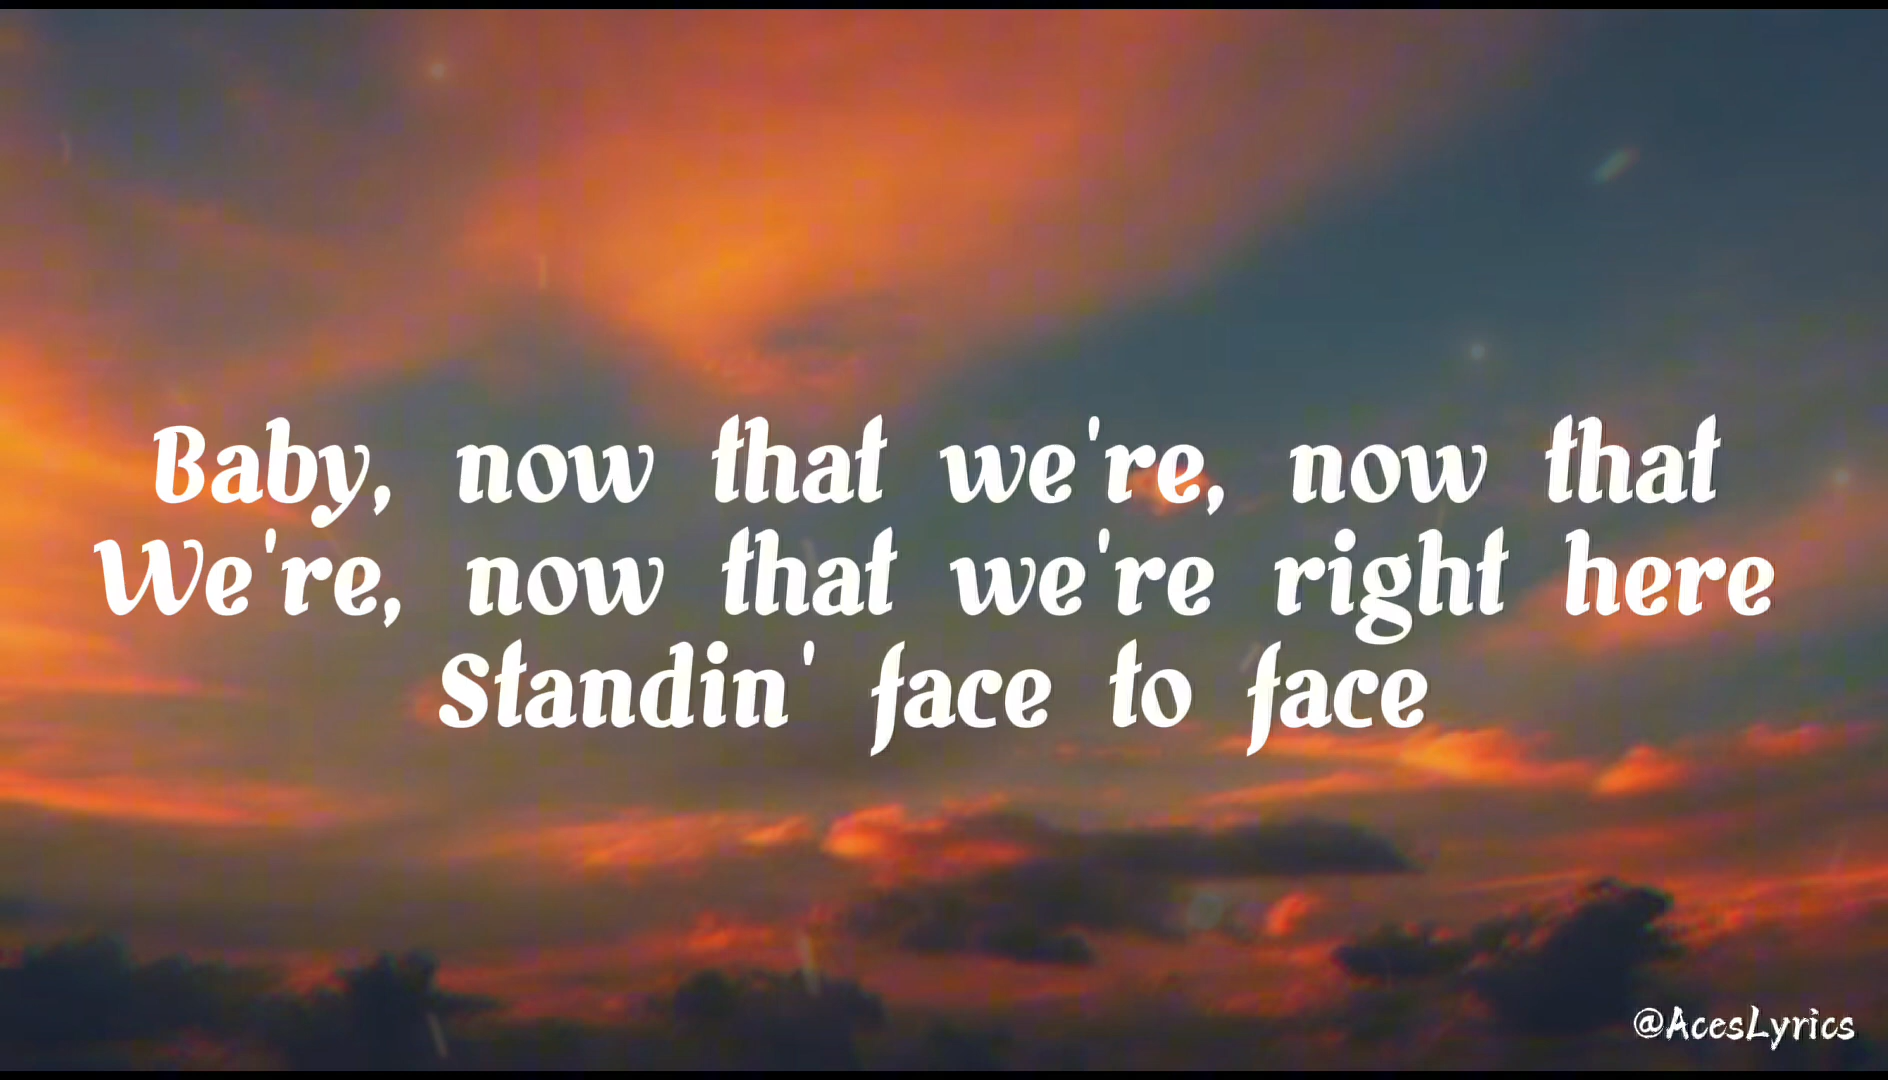 Baby, now that we're, now that
We're, now that we're right here
Standin' face to face
@AcesLyrics